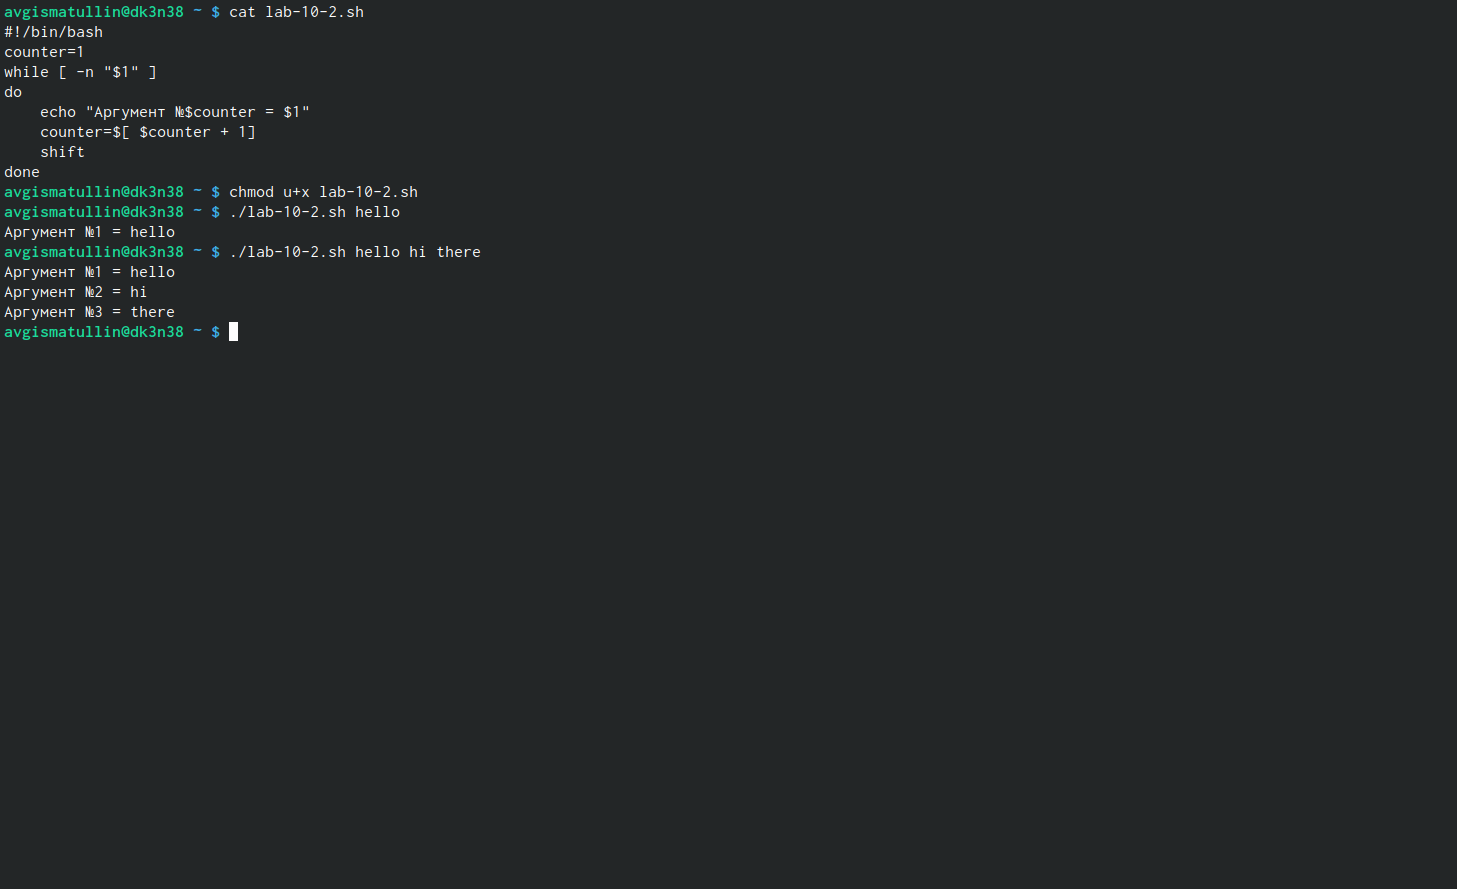 avgismatullin@dk3n38 ~ $ cat lab-10-2.sh
#!/bin/bash
counter=1
while [ -n "$1" ]
do
    echo "Аргумент №$counter = $1"
    counter=$[ $counter + 1]
    shift
done
avgismatullin@dk3n38 ~ $ chmod u+x lab-10-2.sh
avgismatullin@dk3n38 ~ $ ./lab-10-2.sh hello
Аргумент №1 = hello
avgismatullin@dk3n38 ~ $ ./lab-10-2.sh hello hi there
Аргумент №1 = hello
Аргумент №2 = hi
Аргумент №3 = there
avgismatullin@dk3n38 ~ $